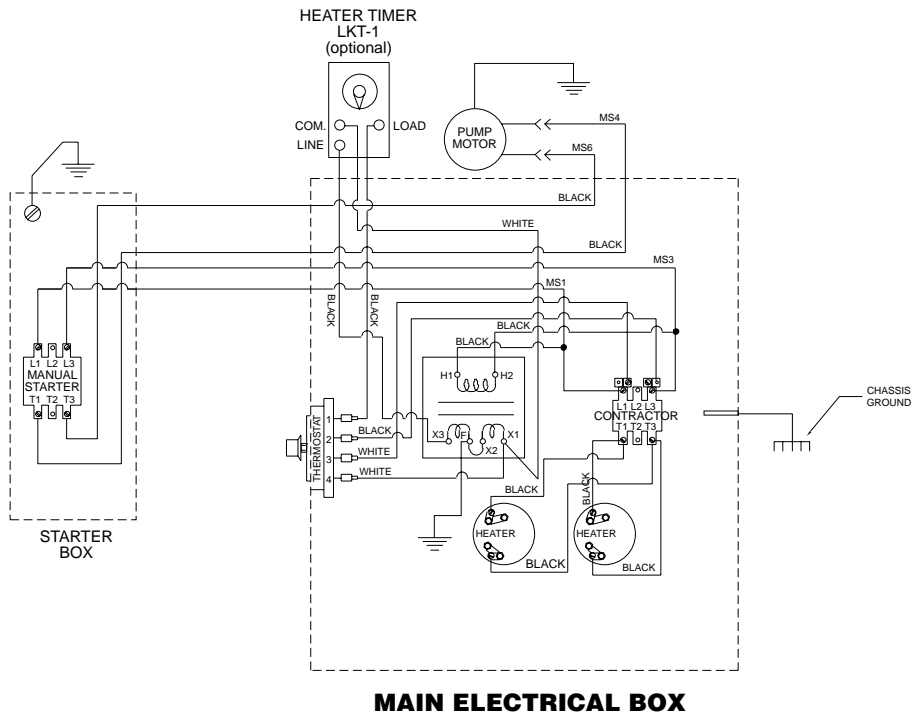 HEATER TIMER
LKT-1
(optional)
COM.
LOAD
LINE
PUMP
MOTOR
MS4
MS6
BLACK
WHITE
BLACK
MS3
MS1
BLACK
BLACK
BLACK
BLACK
H1
H2
L1 L2 L3
MANUAL
STARTER
T1 T2 T3
STARTER
BOX
THERMOSTAT
1
2
3
4
BLACK
WHITE
WHITE
X3
F
X2
X1
L1 L2 L3
CONTRACTOR
T1 T2 T3
CHASSIS
GROUND
BLACK
BLACK
HEATER
HEATER
BLACK
BLACK
MAIN ELECTRICAL BOX